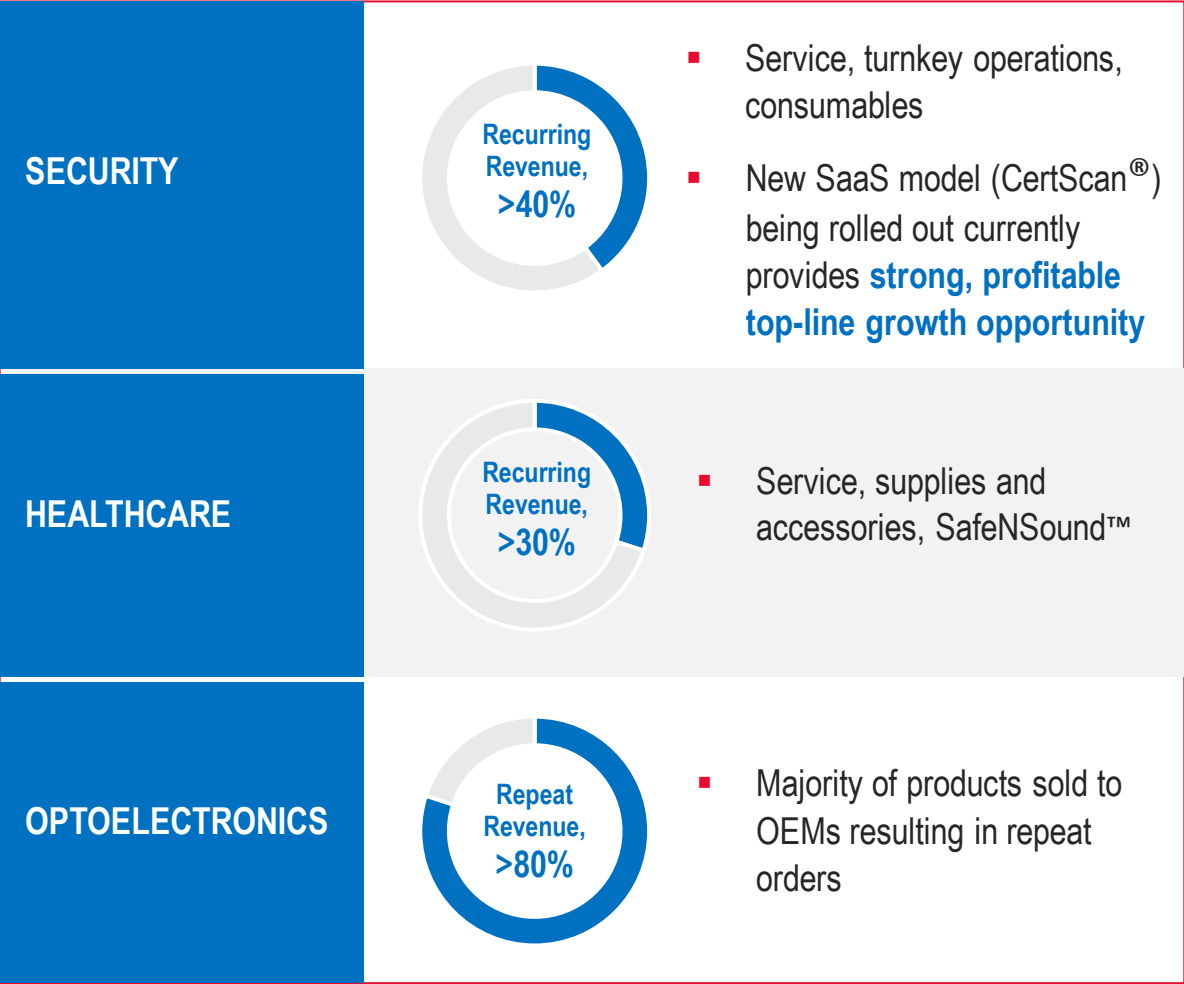 SECURITY
Recurring
Revenue,
>40%
▪ Service, turnkey operations,
consumables
▪ New SaaS model (CertScan®)
being rolled out currently
provides strong, profitable
top-line growth opportunity
HEALTHCARE
Recurring
Revenue,
>30%
▪ Service, supplies and
accessories, SafeNSound™
OPTOELECTRONICS
Repeat
Revenue,
>80%
▪ Majority of products sold to
OEMs resulting in repeat
orders